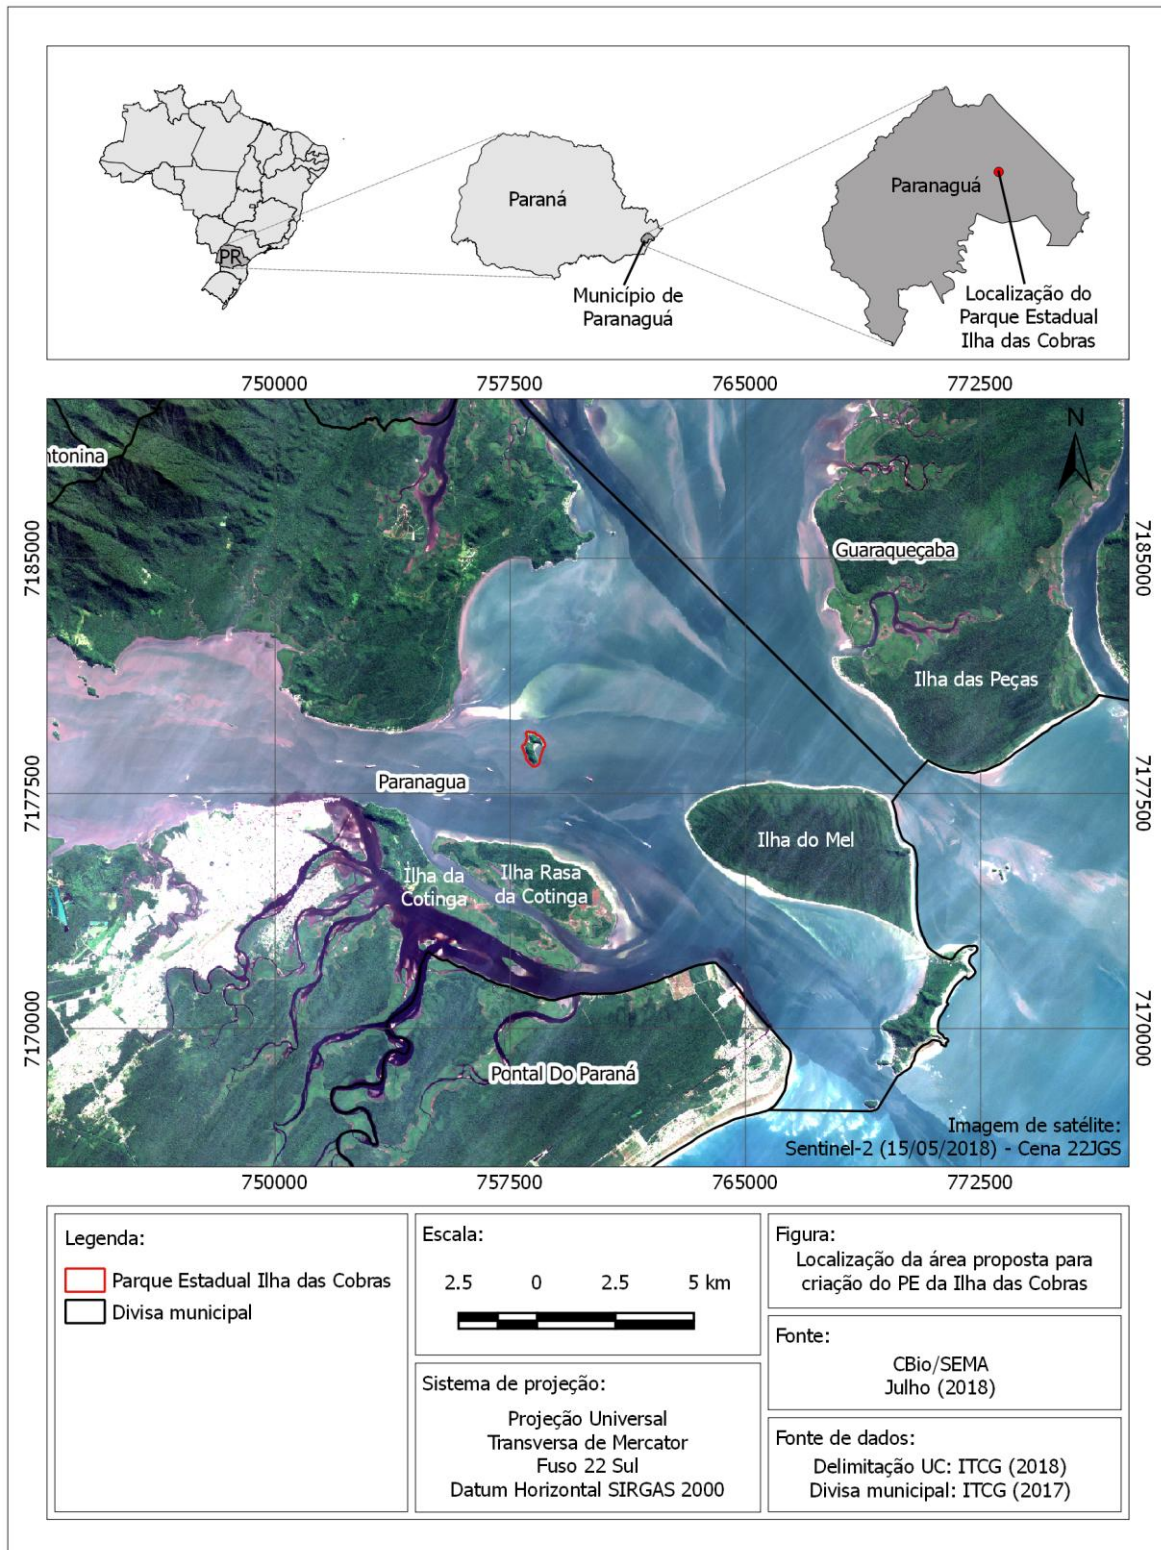 PR
Paraná
Município de
Paranaguá
Paranaguá
Localização do
Parque Estadual
Ilha das Cobras
750000
757500
765000
772500
N
ntonina
7185000
Guaraqueçaba
7185000
Ilha das Peças
7177500
Paranagua
7177500
Ilha do Mel
Ilha da
Cotinga
Ilha Rasa
da Cotinga
7170000
7170000
Pontal Do Paraná
Imagem de satélite:
Sentinel-2 (15/05/2018) - Cena 22JGS
750000
757500
765000
772500
Legenda:
Parque Estadual Ilha das Cobras
Divisa municipal
Escala:
2.5 0 2.5 5 km
Sistema de projeção:
Projeção Universal
Transversa de Mercator
Fuso 22 Sul
Datum Horizontal SIRGAS 2000
Figura:
Localização da área proposta para
criação do PE da Ilha das Cobras
Fonte:
CBio/SEMA
Julho (2018)
Fonte de dados:
Delimitação UC: ITCG (2018)
Divisa municipal: ITCG (2017)